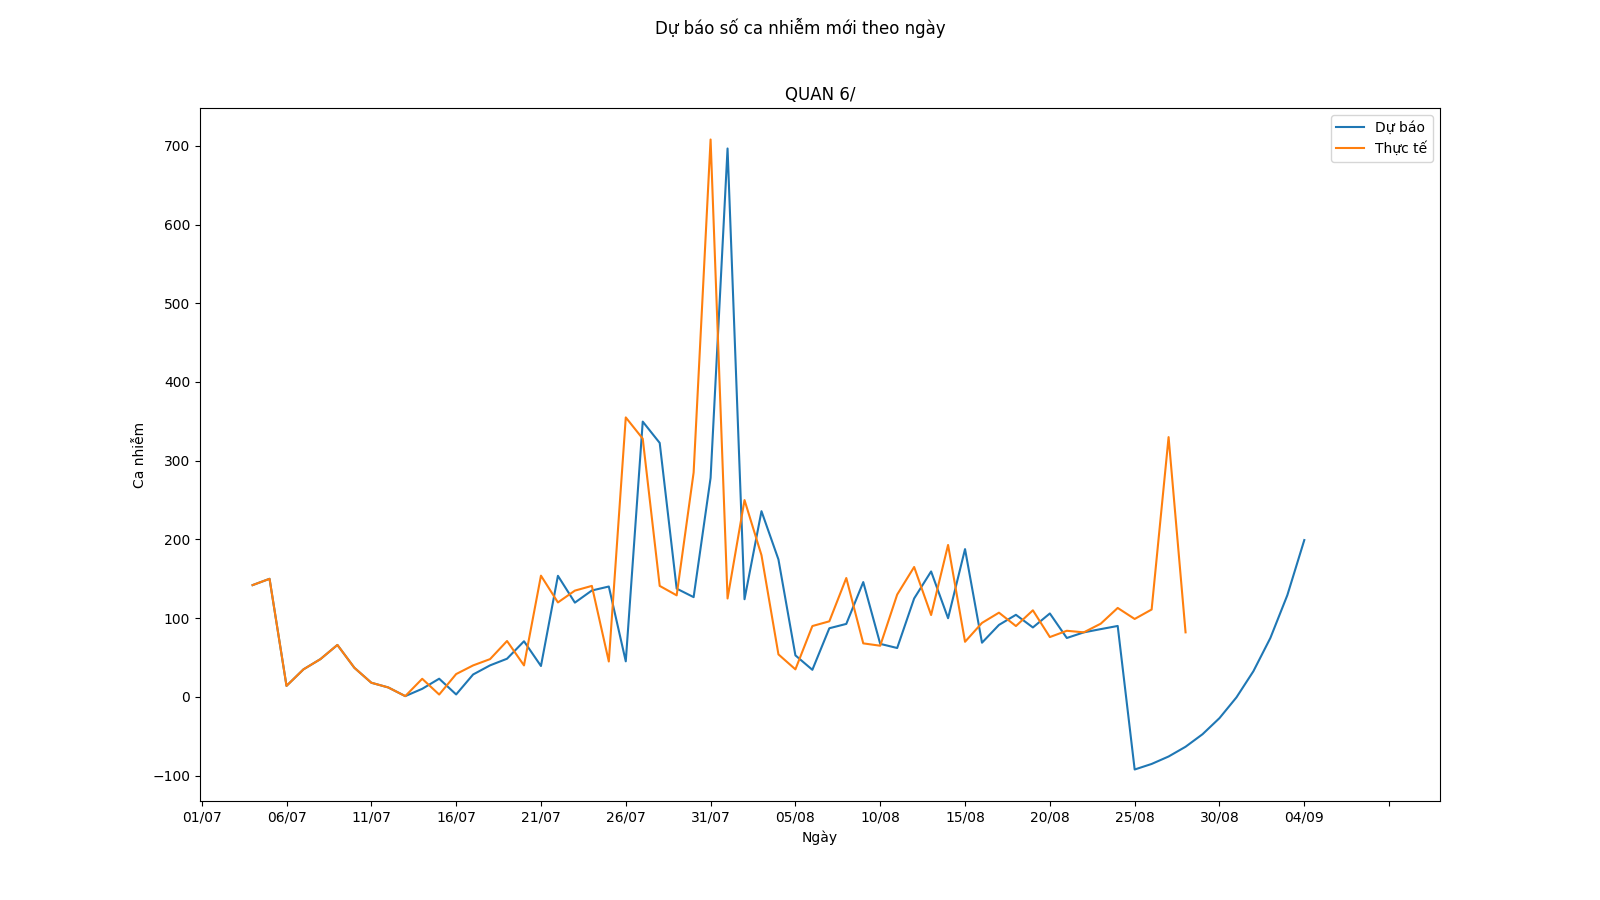 Dự báo số ca nhiễm mới theo ngày
QUAN 6/
Dự báo
Thực tế
700
600
500
400
300
200
100
0
−100
Ca nhiễm
01/07 06/07 11/07 16/07 21/07 26/07 31/07 05/08 10/08 15/08 20/08 25/08 30/08 04/09
Ngày